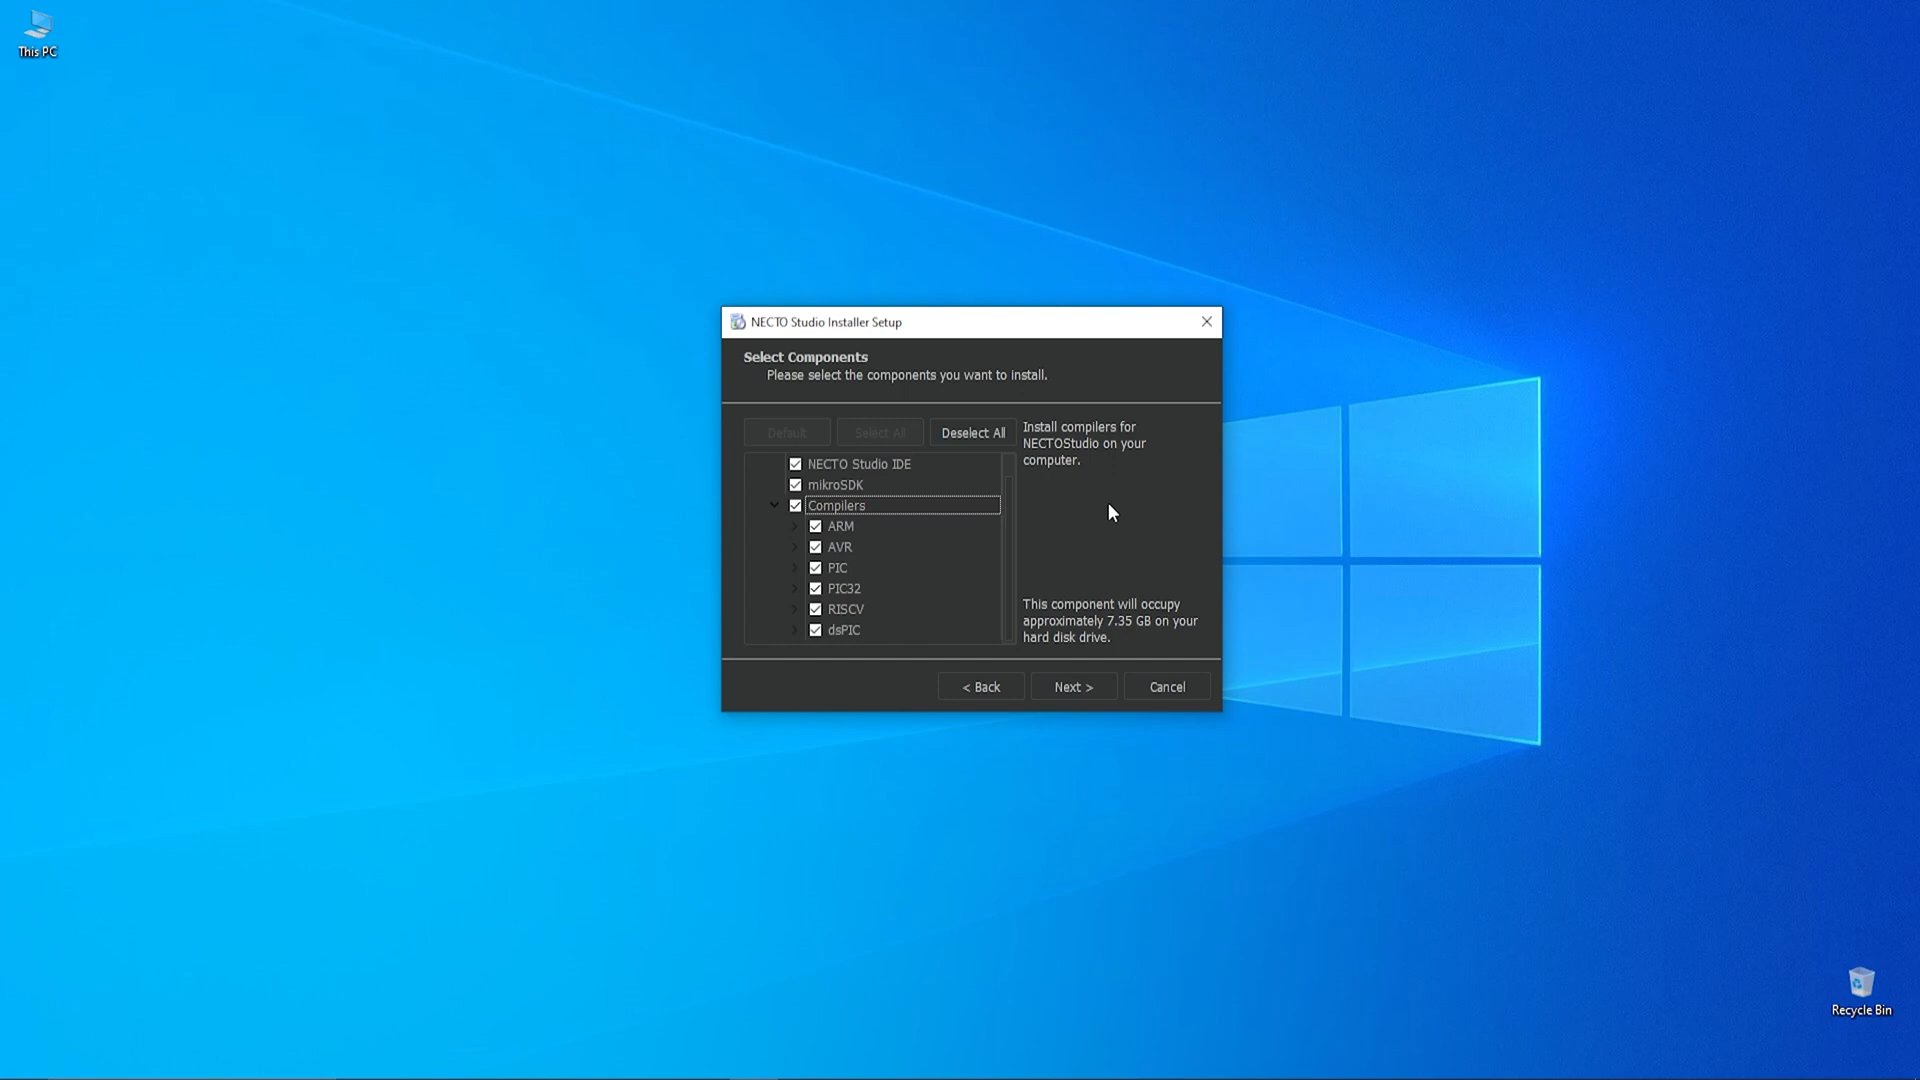 This PC
NECTO Studio Installer Setup
Select Components
Please select the components you want to install.
Default
Select All
Deselect All
Install compilers for
NECTOStudio on your
computer.
NECTO Studio IDE
mikroSDK
Compilers
ARM
AVR
PIC
PIC32
RISCV
dsPIC
This component will occupy
approximately 7.35 GB on your
hard disk drive.
< Back
Next >
Cancel
Recycle Bin